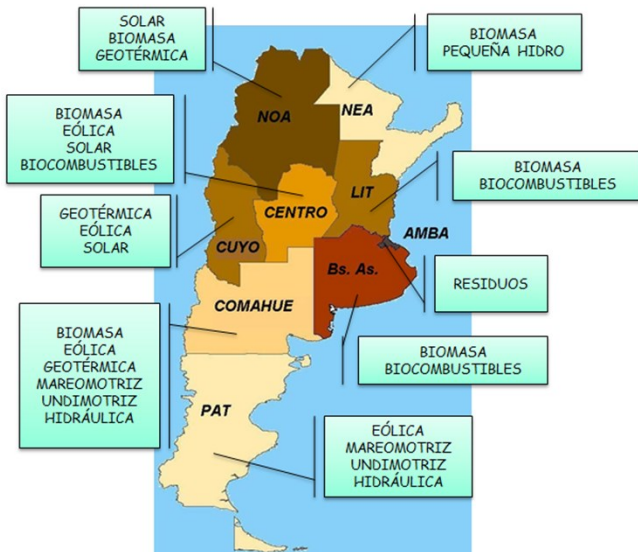 SOLAR
BIOMASA
GEOTÉRMICA
BIOMASA
PEQUEÑA HIDRO
NOA
NEA
BIOMASA
EÓLICA
SOLAR
BIOCOMBUSTIBLES
BIOMASA
BIOCOMBUSTIBLES
LIT
CENTRO
GEOTÉRMICA
EÓLICA
SOLAR
CUYO
AMBA
Bs. As.
RESIDUOS
COMAHUE
BIOMASA
EÓLICA
GEOTÉRMICA
MAREOMOTRIZ
UNDIMOTRIZ
HIDRÁULICA
BIOMASA
BIOCOMBUSTIBLES
PAT
EÓLICA
MAREOMOTRIZ
UNDIMOTRIZ
HIDRÁULICA